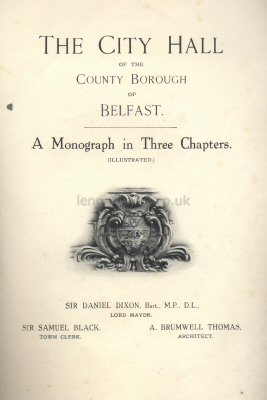 THE CITY HALL
OF THE
COUNTY BOROUGH
OF
BELFAST.
A Monograph in Three Chapters.
(ILLUSTRATED.)
SIR DANIEL DIXON, Bart., M.P., D.L.,
LORD MAYOR.
SIR SAMUEL BLACK, A. BRUMWELL THOMAS,
TOWN CLERK. ARCHITECT.